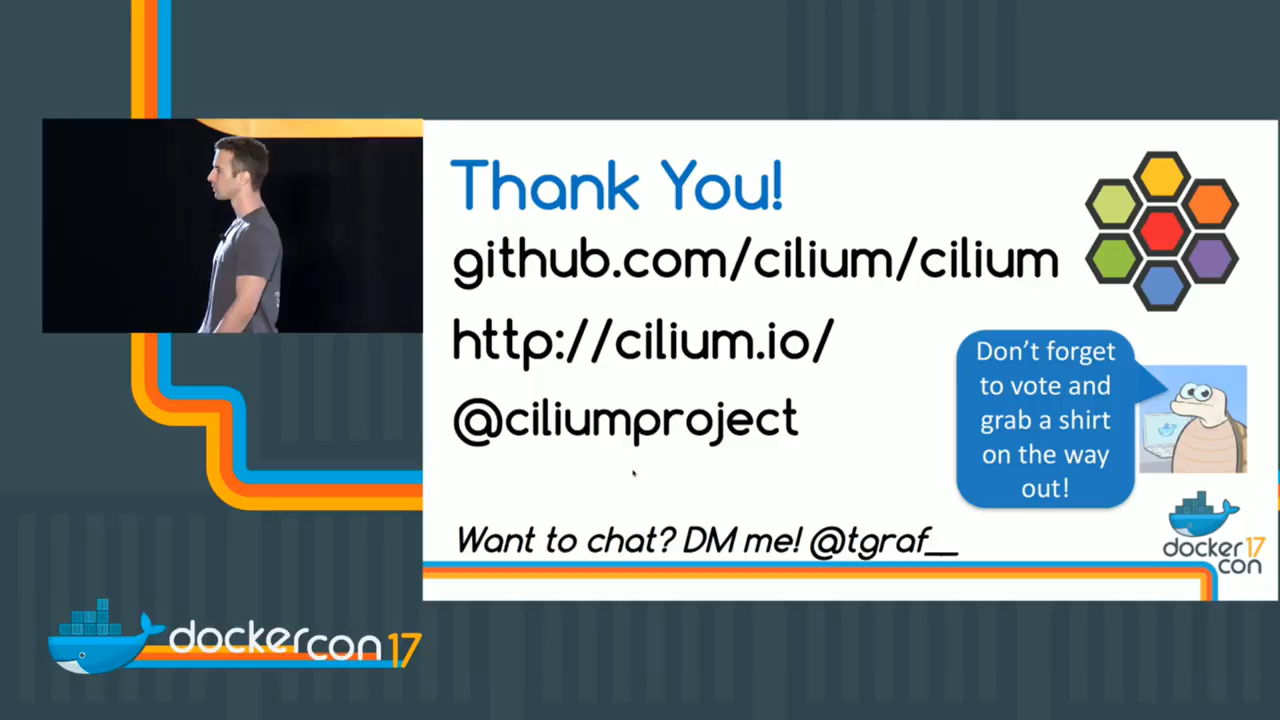 Thank You!
github.com/cilium/cilium
http://cilium.io/
@ciliumproject
Don't forget
to vote and
grab a shirt
on the way
out!
Want to chat? DM me! @tgraf__
docker 17
con
dockercon 17